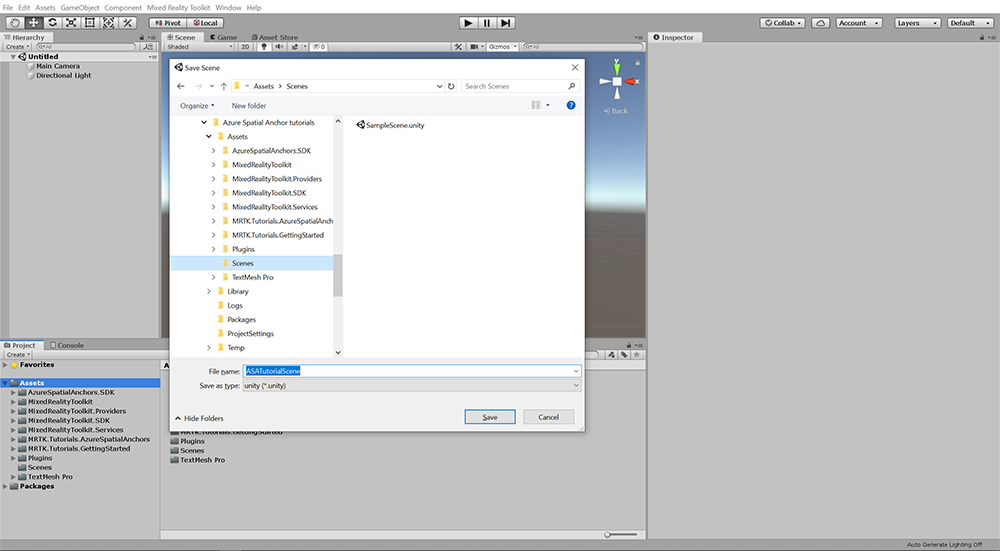 File Edit Assets GameObject Component Mixed Reality Toolkit Window Help
Pivot Local Collab Account Layers Default
Hierarchy Scene Game Asset Store Inspector
Create All Shaded 2D 0 Gizmos All
Untitled
Main Camera
Directional Light
Save Scene
Assets Scenes Search Scenes
Organize New folder
Azure Spatial Anchor tutorials
Assets
AzureSpatialAnchors.SDK
MixedRealityToolkit
MixedRealityToolkit.Providers
MixedRealityToolkit.SDK
MixedRealityToolkit.Services
MRTK.Tutorials.AzureSpatialAnch
MRTK.Tutorials.GettingStarted
Plugins
Scenes
TextMesh Pro
Library
Logs
Packages
ProjectSettings
Temp
SampleScene.unity
File name: ASATutorialScene
Save as type: unity (*.unity)
Hide Folders Save Cancel
y
x
Back
Project Console
Create
Favorites
Assets
AzureSpatialAnchors.SDK
MixedRealityToolkit
MixedRealityToolkit.Providers
MixedRealityToolkit.SDK
MixedRealityToolkit.Services
MRTK.Tutorials.AzureSpatialAnchors
MRTK.Tutorials.GettingStarted
Plugins
Scenes
TextMesh Pro
Packages
A
MRTK.Tutorials.GettingStarted
Plugins
Scenes
TextMesh Pro
Auto Generate Lighting Off